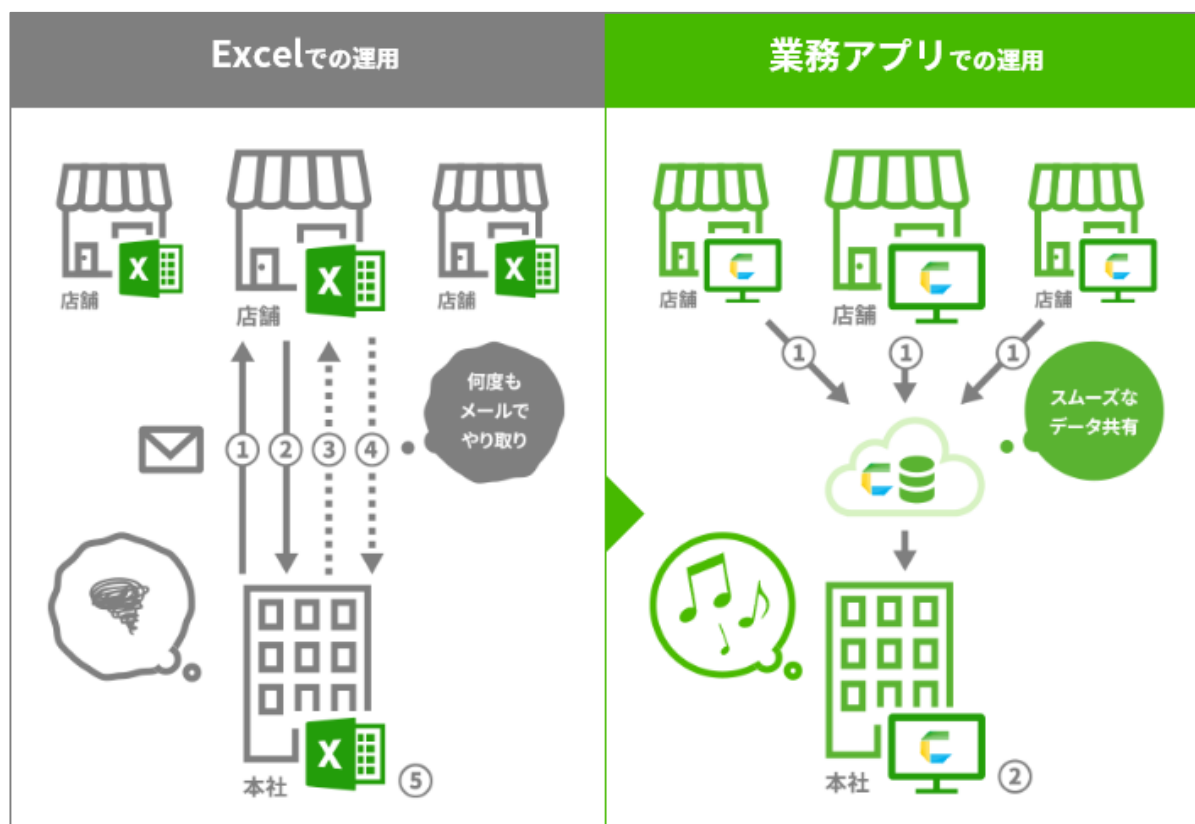 Excelでの運用
業務アプリでの運用
X
X
X
店舗
店舗
店舗
何度も
メールで
やり取り
① ② ③ ④
X
本社
⑤
店舗
店舗
店舗
① ① ①
スムーズな
データ共有
本社
②